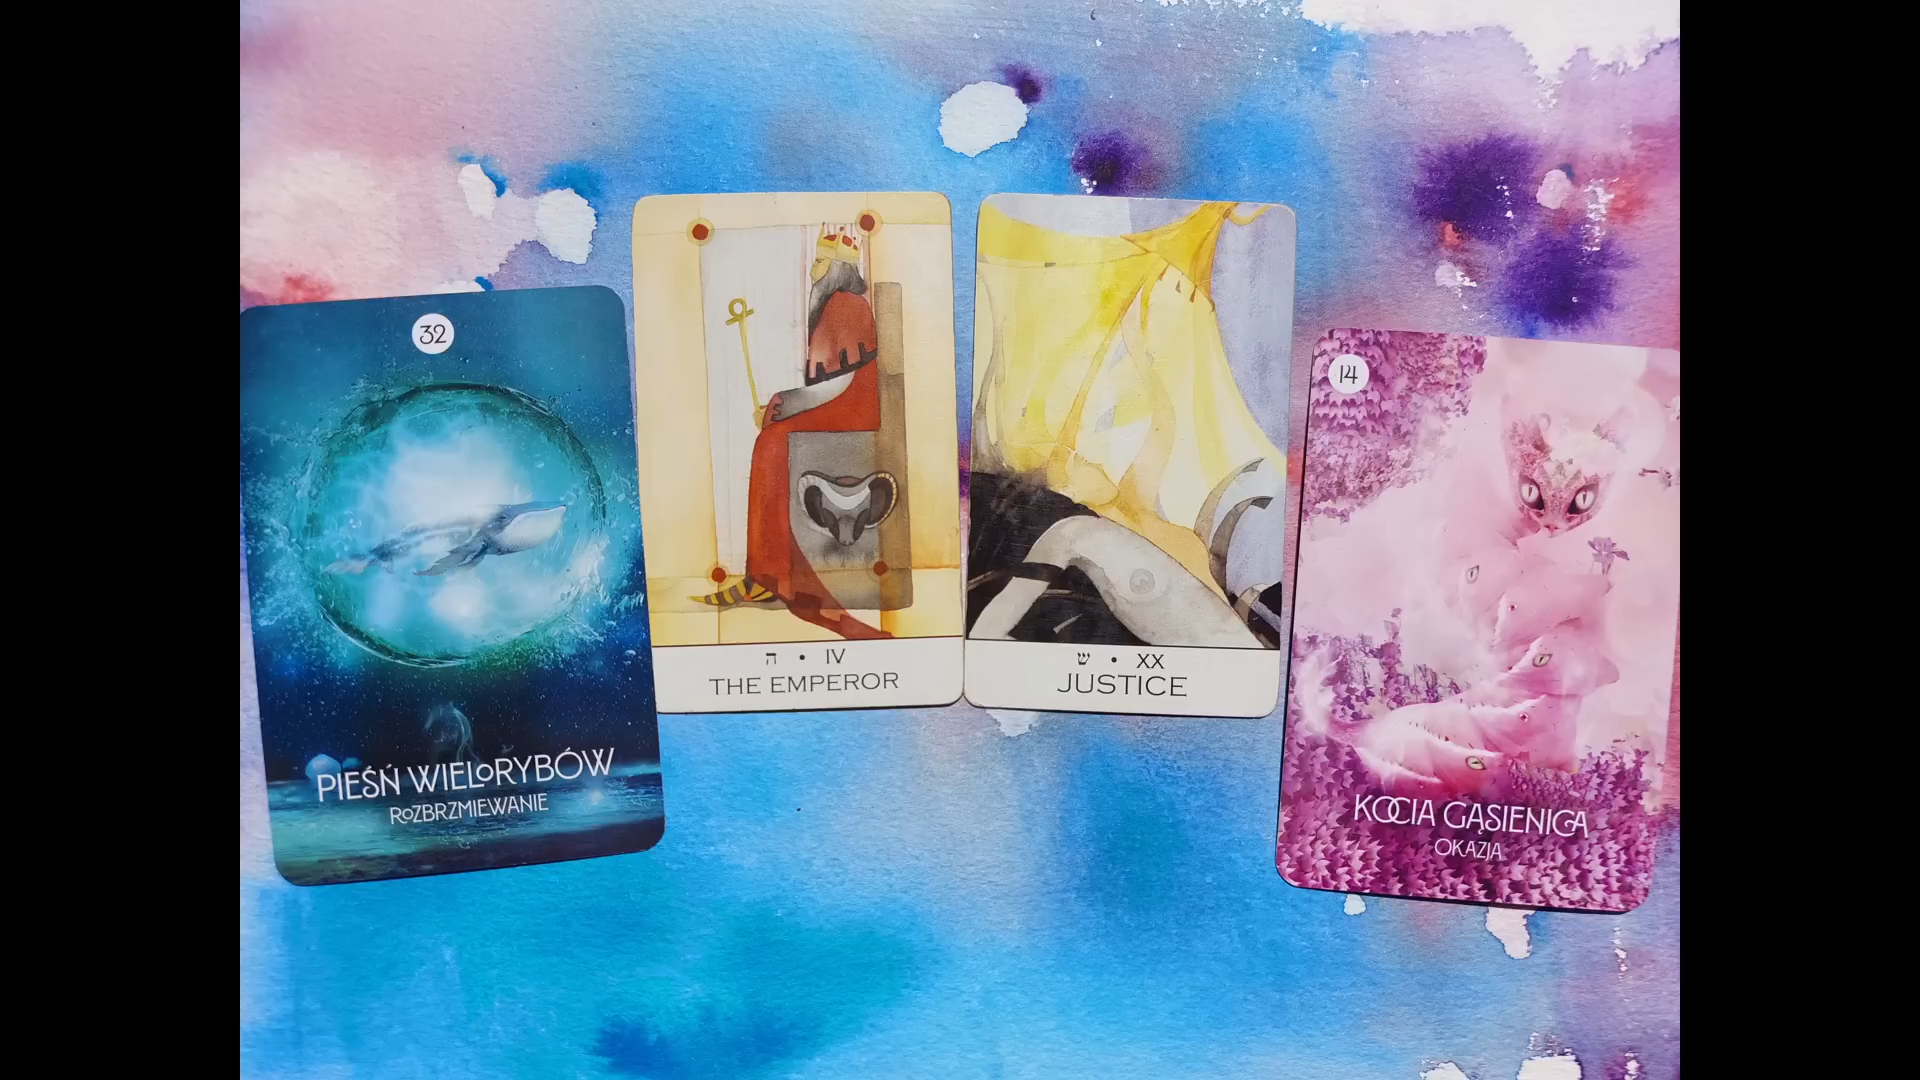 32
PIEŚŃ WIELORYBÓW
ROZBRZMIEWANIE
ה • IV
THE EMPEROR
ש • XX
JUSTICE
14
KOCIA GĄSIENICA
OKAZJA